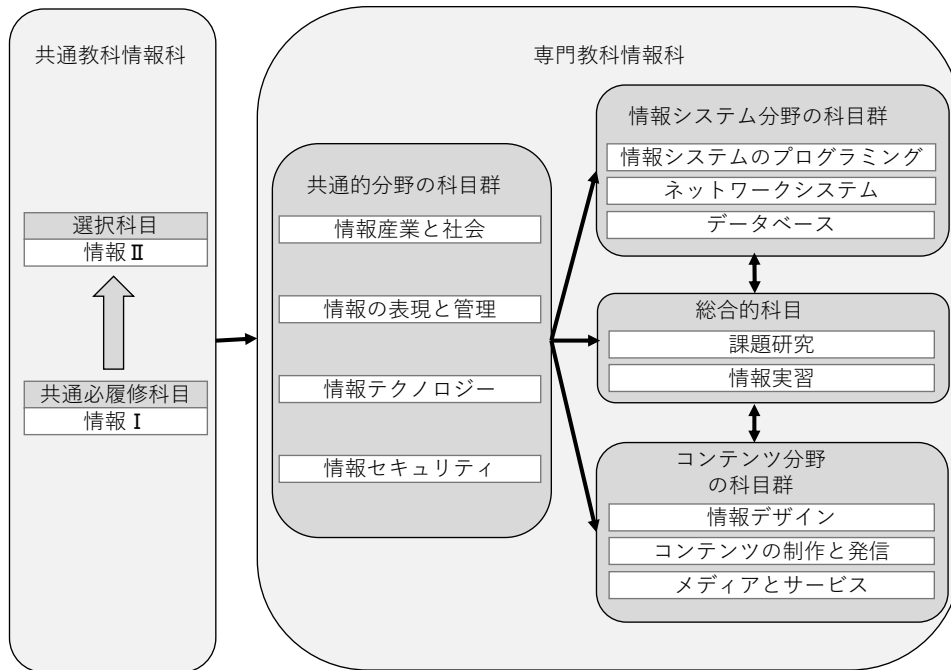 共通教科情報科
選択科目
情報Ⅱ
共通必履修科目
情報Ⅰ
専門教科情報科
共通的分野の科目群
情報産業と社会
情報の表現と管理
情報テクノロジー
情報セキュリティ
情報システム分野の科目群
情報システムのプログラミング
ネットワークシステム
データベース
総合的科目
課題研究
情報実習
コンテンツ分野
の科目群
情報デザイン
コンテンツの制作と発信
メディアとサービス